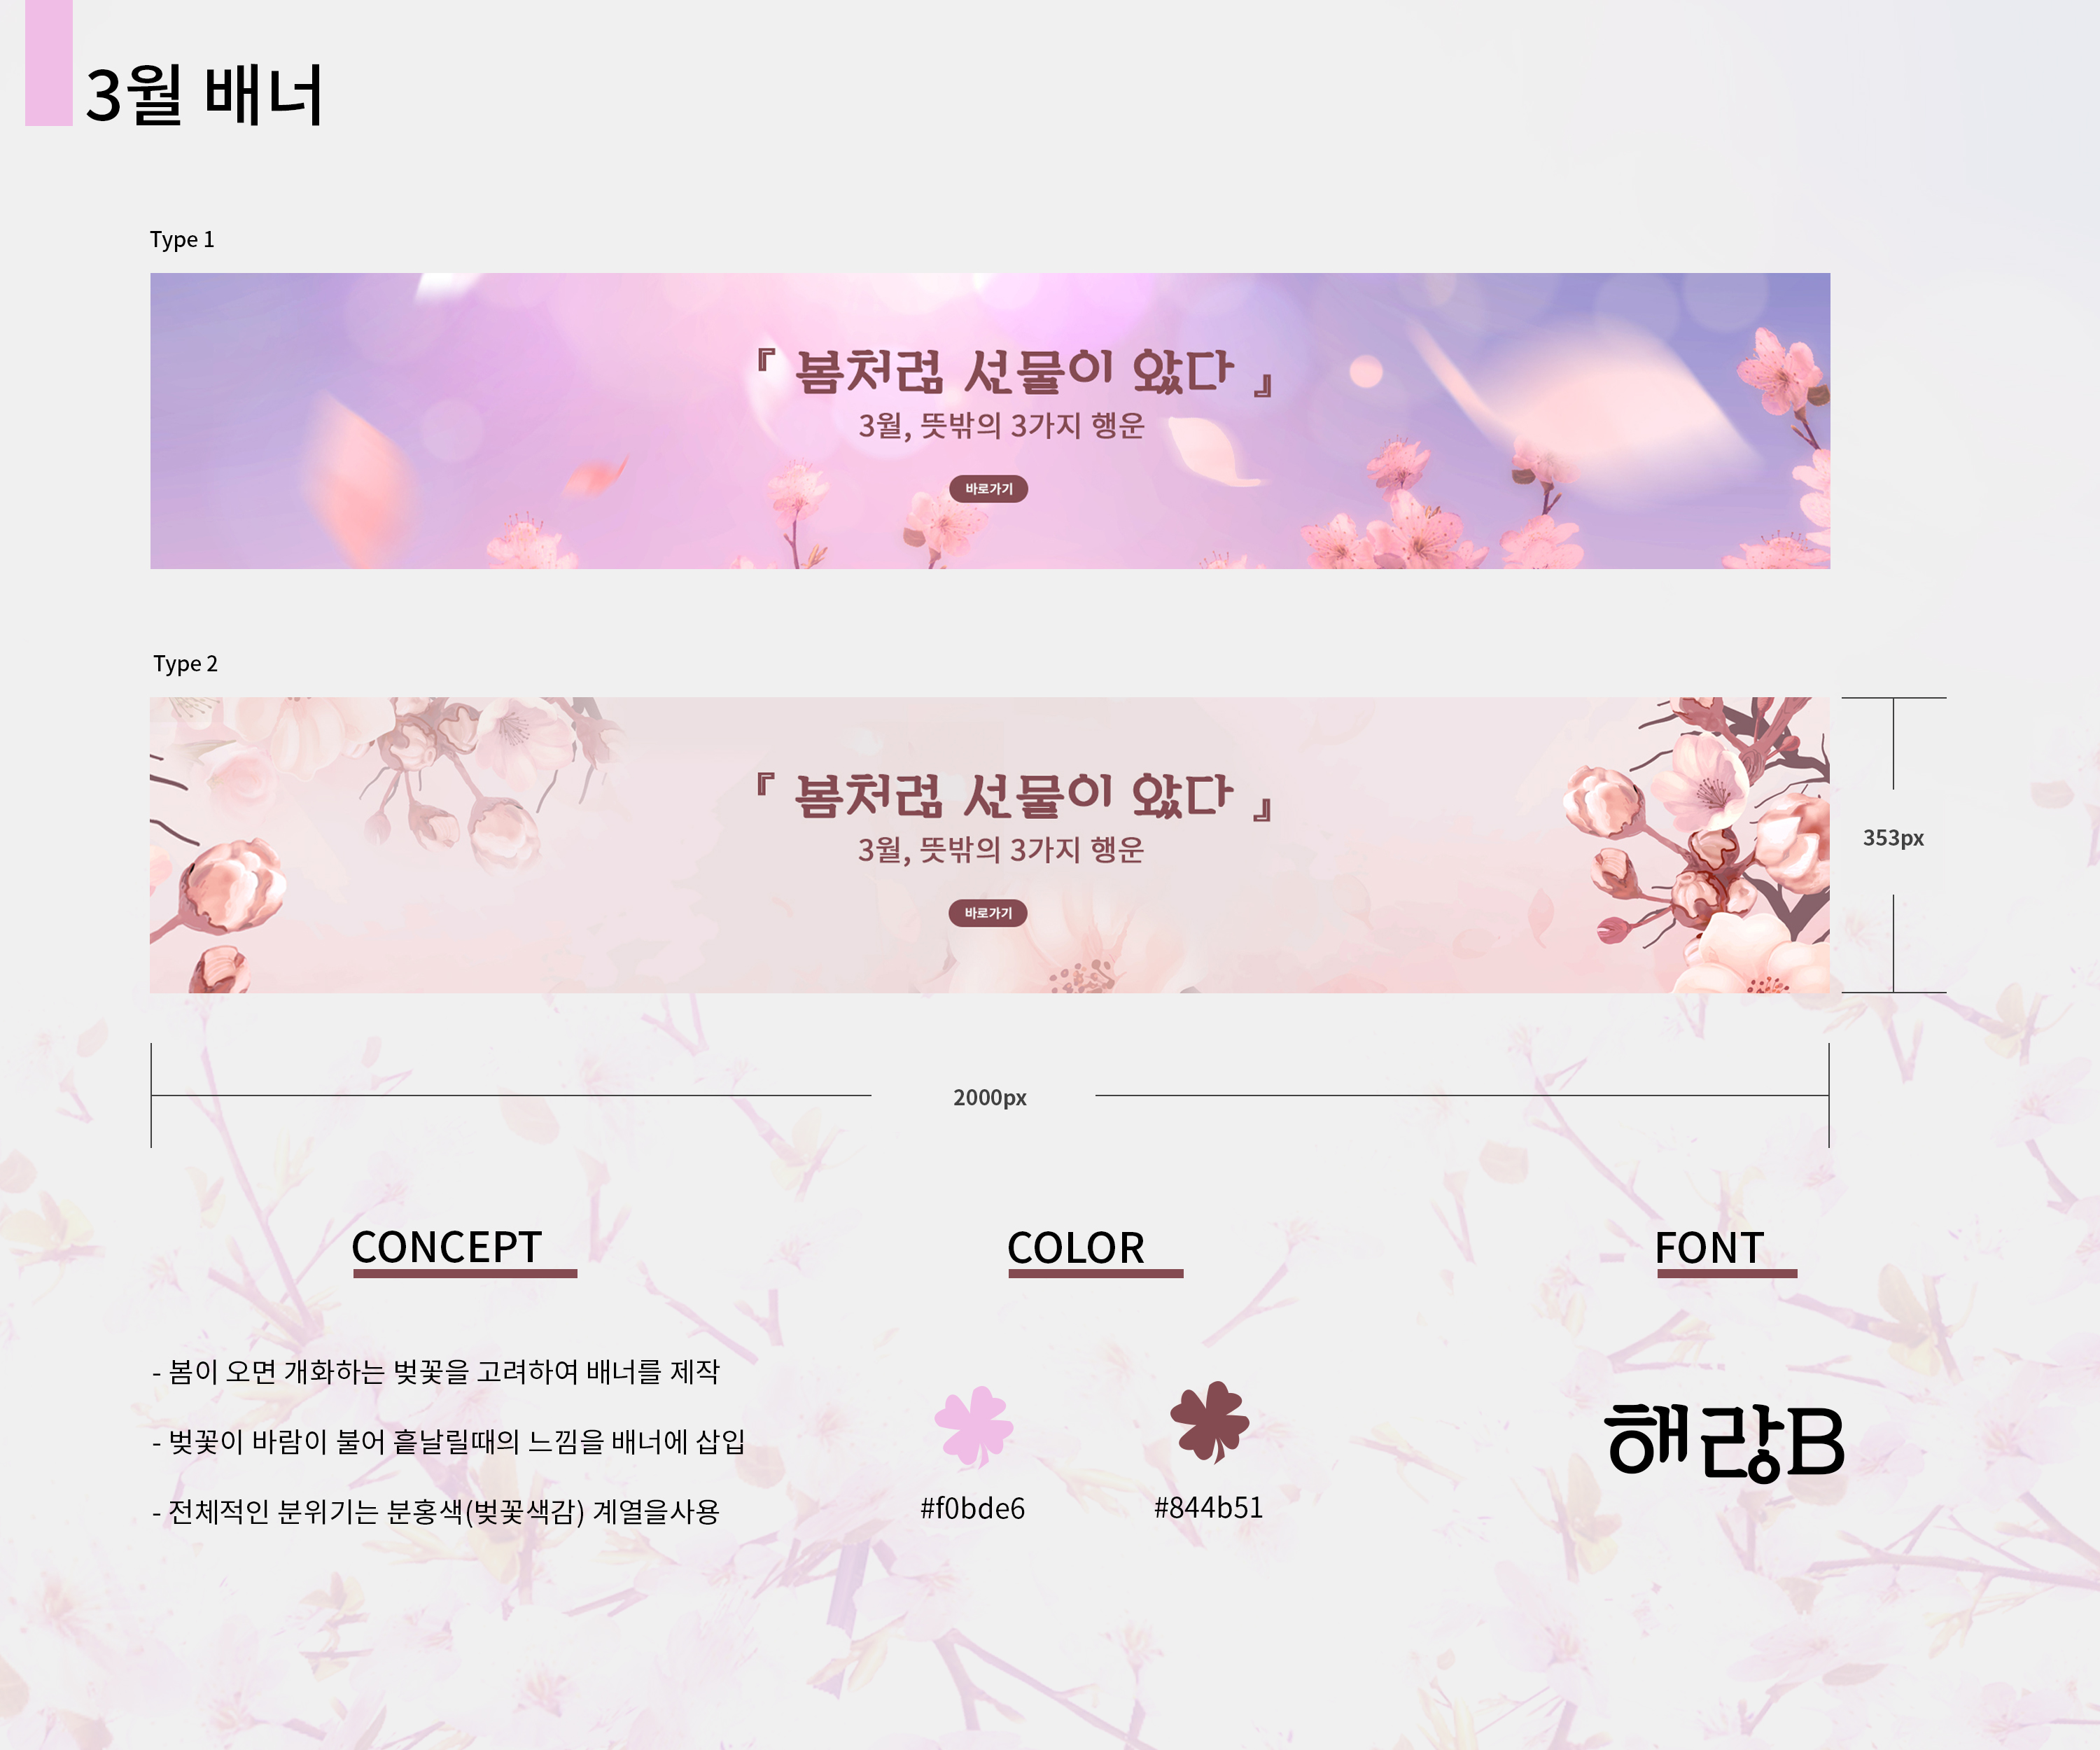 3월 배너
Type 1
『 봄처럼 선물이 왔다 』
3월, 뜻밖의 3가지 행운
바로가기
Type 2
『 봄처럼 선물이 왔다 』
3월, 뜻밖의 3가지 행운
바로가기
353px
2000px
CONCEPT
- 봄이 오면 개화하는 벚꽃을 고려하여 배너를 제작
- 벚꽃이 바람이 불어 흩날릴때의 느낌을 배너에 삽입
- 전체적인 분위기는 분홍색(벚꽃색감) 계열을사용
COLOR
#f0bde6
#844b51
FONT
해랑B